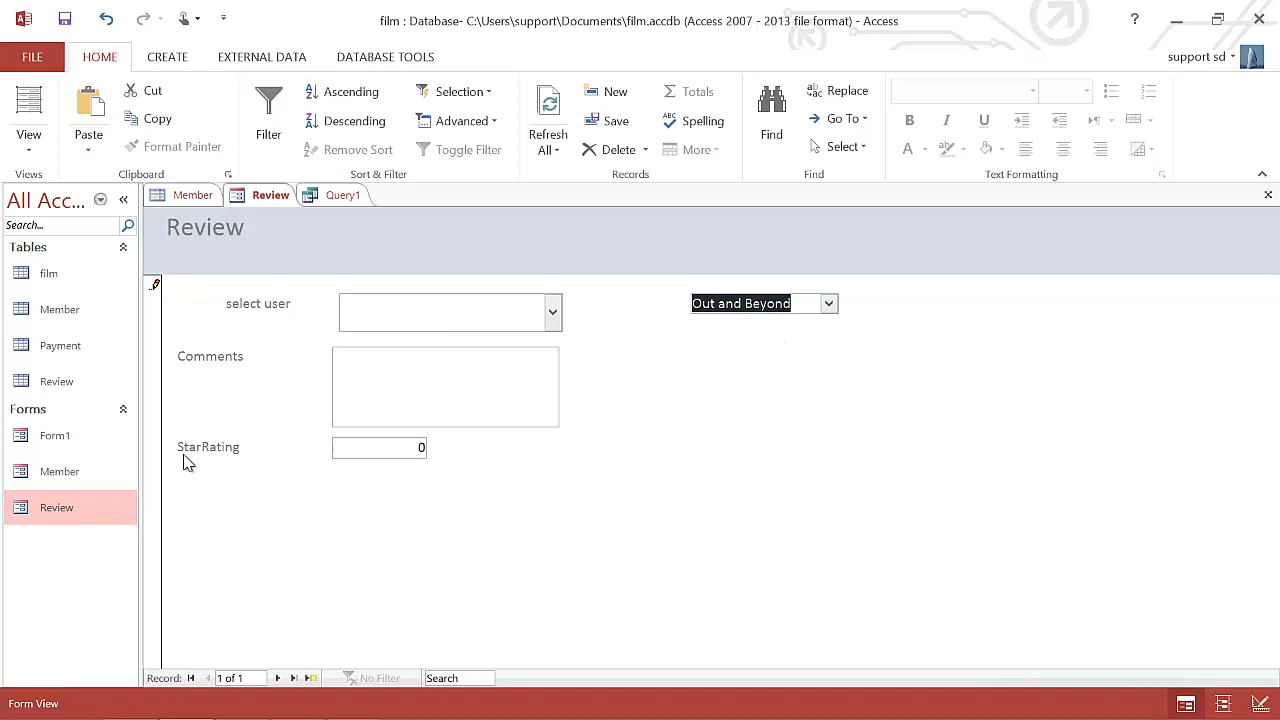 film : Database- C:\Users\support\Documents\film.accdb (Access 2007 - 2013 file format) - Access
?
FILE HOME CREATE EXTERNAL DATA DATABASE TOOLS support sd
View
Views
Paste
Cut
Copy
Format Painter
Clipboard
Filter
Ascending
Descending
Remove Sort
Selection
Advanced
Toggle Filter
Sort & Filter
Refresh
All
New
Save
Delete
Totals
Spelling
More
Records
Find
Replace
Go To
Select
Find
B I U
A
Text Formatting
All Acc...
Search...
Tables
film
Member
Payment
Review
Forms
Form1
Member
Review
Member Review Query1
Review
select user Out and Beyond
Comments
StarRating 0
Record: 1 of 1 No Filter Search
Form View